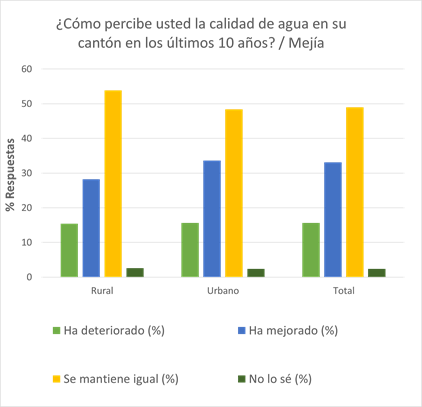 ¿Cómo percibe usted la calidad de agua en su
cantón en los últimos 10 años? / Mejía
60
50
40
30
20
10
0
% Respuestas
Rural Urbano Total
Ha deteriorado (%) Ha mejorado (%)
Se mantiene igual (%) No lo sé (%)